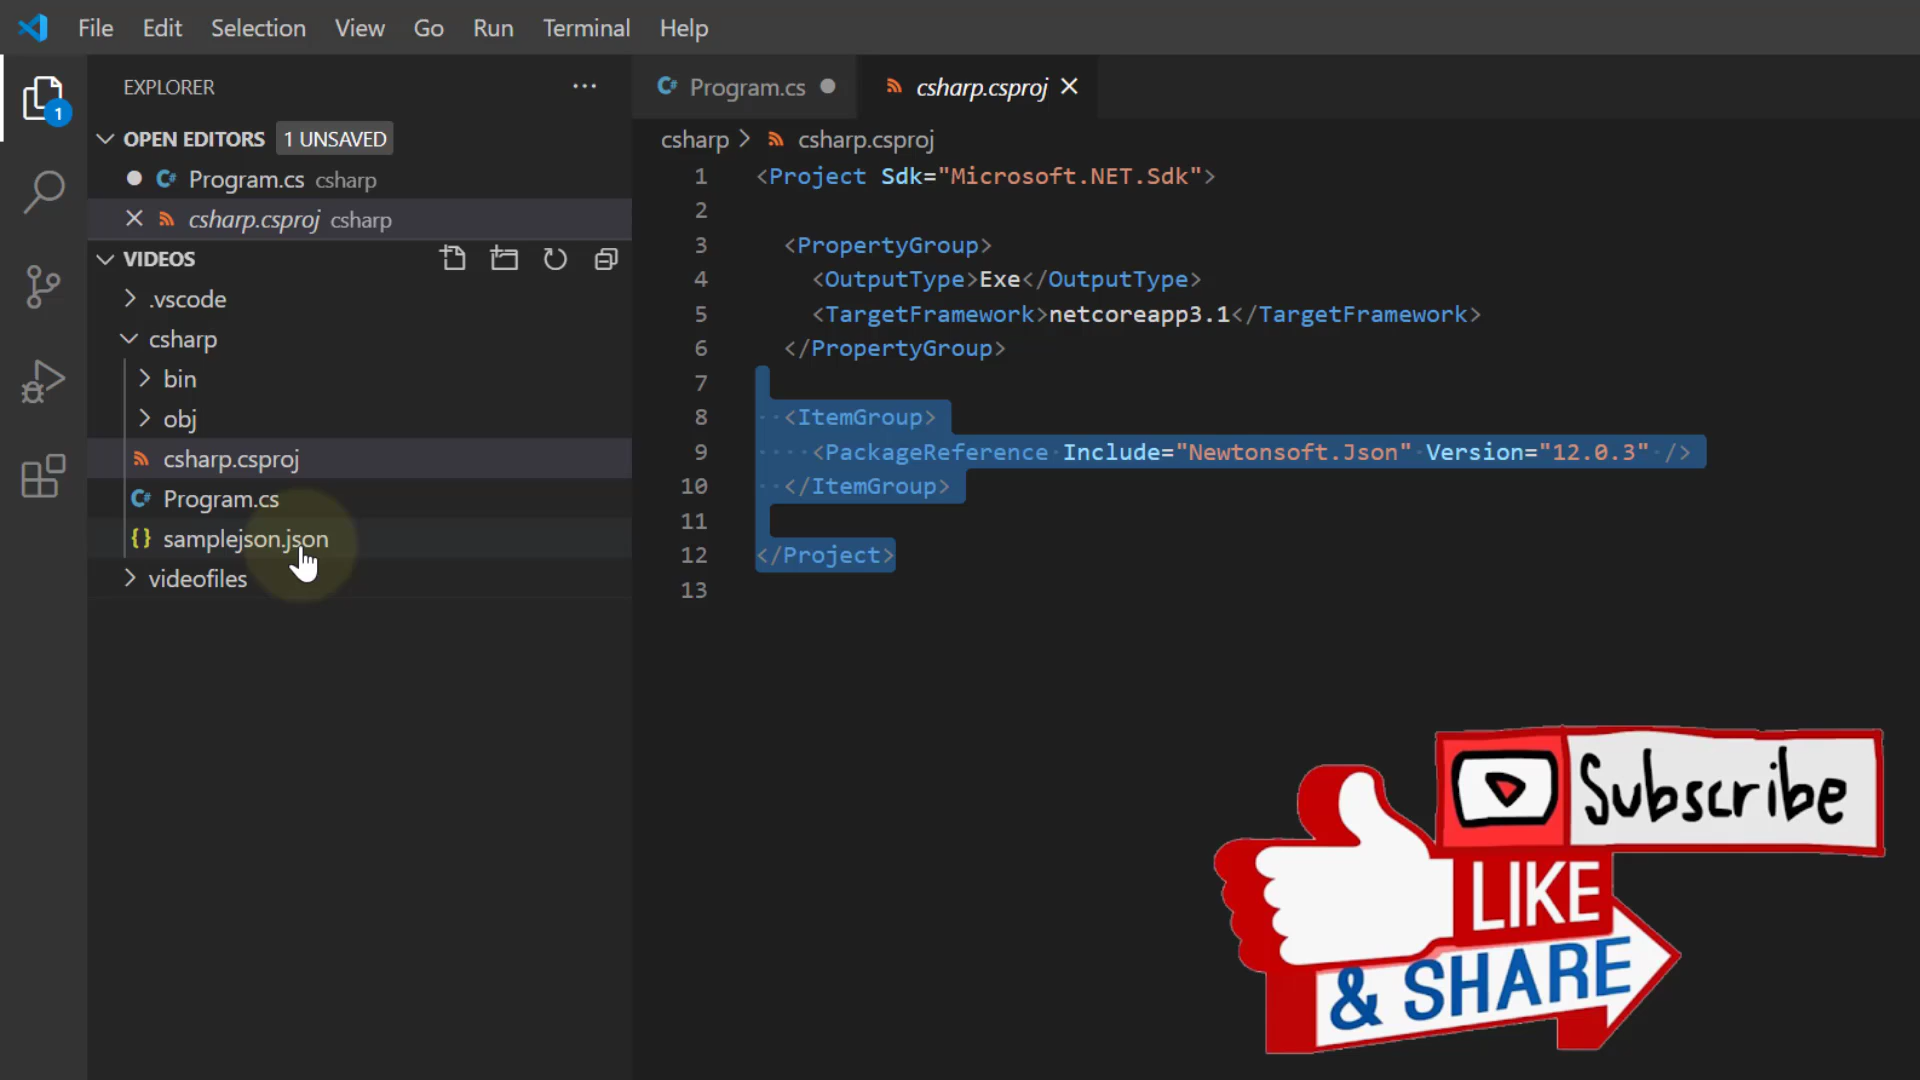 File Edit Selection View Go Run Terminal Help
EXPLORER ...
Program.cs csharp.csproj
1
OPEN EDITORS 1 UNSAVED
Program.cs csharp
csharp.csproj csharp
VIDEOS
.vscode
csharp
bin
obj
csharp.csproj
Program.cs
samplejson.json
videofiles
csharp > csharp.csproj
1 <Project Sdk="Microsoft.NET.Sdk">
2
3 <PropertyGroup>
4 <OutputType>Exe</OutputType>
5 <TargetFramework>netcoreapp3.1</TargetFramework>
6 </PropertyGroup>
7
8 <ItemGroup>
9 <PackageReference Include="Newtonsoft.Json" Version="12.0.3" />
10 </ItemGroup>
11
12 </Project>
13
Subscribe
LIKE
& SHARE